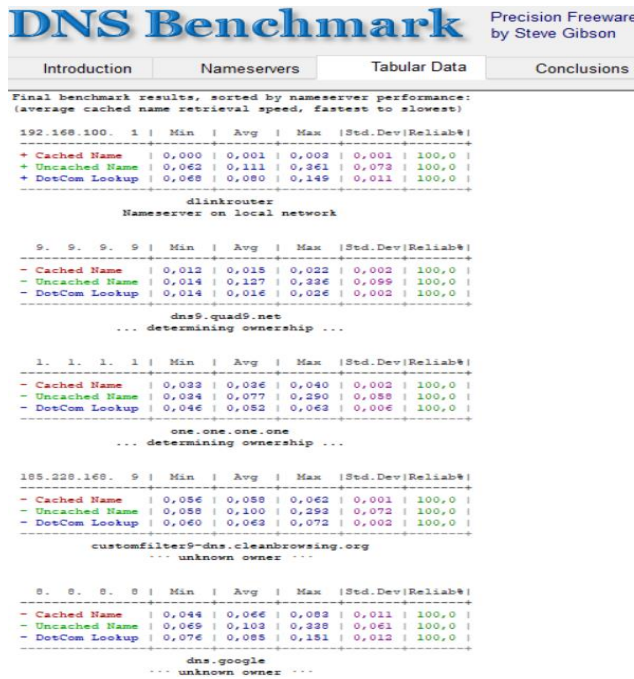 DNS Benchmark
Precision Freeware
by Steve Gibson
Introduction Nameservers Tabular Data Conclusions
Final benchmark results, sorted by nameserver performance:
(average cached name retrieval speed, fastest to slowest)
192.168.100. 1 | Min | Avg | Max |Std.Dev|Reliab%|
+ Cached Name | 0,000 | 0,001 | 0,003 | 0,001 | 100,0 |
+ Uncached Name | 0,062 | 0,111 | 0,361 | 0,073 | 100,0 |
+ DotCom Lookup | 0,068 | 0,080 | 0,149 | 0,011 | 100,0 |
dlinkrouter
Nameserver on local network
9. 9. 9. 9 | Min | Avg | Max |Std.Dev|Reliab%|
- Cached Name | 0,012 | 0,015 | 0,022 | 0,002 | 100,0 |
- Uncached Name | 0,014 | 0,127 | 0,336 | 0,099 | 100,0 |
- DotCom Lookup | 0,014 | 0,016 | 0,026 | 0,002 | 100,0 |
dns9.quad9.net
... determining ownership ...
1. 1. 1. 1 | Min | Avg | Max |Std.Dev|Reliab%|
- Cached Name | 0,033 | 0,036 | 0,040 | 0,002 | 100,0 |
- Uncached Name | 0,034 | 0,077 | 0,290 | 0,058 | 100,0 |
- DotCom Lookup | 0,046 | 0,052 | 0,063 | 0,006 | 100,0 |
one.one.one.one
... determining ownership ...
185.228.168. 9 | Min | Avg | Max |Std.Dev|Reliab%|
- Cached Name | 0,056 | 0,058 | 0,062 | 0,001 | 100,0 |
- Uncached Name | 0,058 | 0,100 | 0,293 | 0,072 | 100,0 |
- DotCom Lookup | 0,060 | 0,063 | 0,072 | 0,002 | 100,0 |
customfilter9-dns.cleanbrowsing.org
··· unknown owner ···
8. 8. 8. 8 | Min | Avg | Max |Std.Dev|Reliab%|
- Cached Name | 0,044 | 0,066 | 0,083 | 0,011 | 100,0 |
- Uncached Name | 0,069 | 0,103 | 0,338 | 0,061 | 100,0 |
- DotCom Lookup | 0,076 | 0,085 | 0,151 | 0,012 | 100,0 |
dns.google
··· unknown owner ···